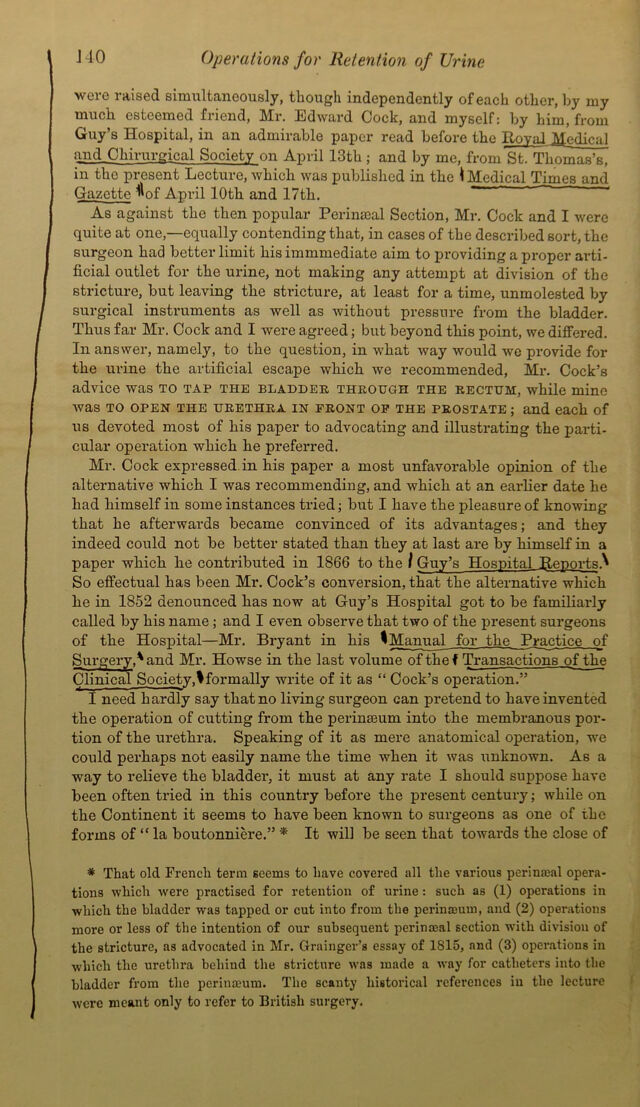 140 Operations for Retention of Urine
were raised simultaneously, though independently of each other, by my
much esteemed friend, Mr. Edward Cock, and myself: by him, from
Guy's Hospital, in an admirable paper read before the Royal Medical
and Chirurgical Society on April 13th; and by me, from St. Thomas's,
in the present Lecture, which was published in the Medical Times and
Gazette of April 10th and 17th.
As against the then popular Perinæal Section, Mr. Cock and I were
quite at one,—equally contending that, in cases of the described sort, the
surgeon had better limit his immmediate aim to providing a proper arti-
ficial outlet for the urine, not making any attempt at division of the
stricture, but leaving the stricture, at least for a time, unmolested by
surgical instruments as well as without pressure from the bladder.
Thus far Mr. Cock and I were agreed; but beyond this point, we differed.
In answer, namely, to the question, in what way would we provide for
the urine the artificial escape which we recommended, Mr. Cock's
advice was TO TAP THE BLADDER THROUGH THE RECTUM, while mine
was TO OPEN THE URETHRA IN FRONT OF THE PROSTATE; and each of
us devoted most of his paper to advocating and illustrating the parti-
cular operation which he preferred.
Mr. Cock expressed in his paper a most unfavorable opinion of the
alternative which I was recommending, and which at an earlier date he
had himself in some instances tried; but I have the pleasure of knowing
that he afterwards became convinced of its advantages; and they
indeed could not be better stated than they at last are by himself in a
paper which he contributed in 1866 to the Guy's Hospital Reports.
So effectual has been Mr. Cock's conversion, that the alternative which
he in 1852 denounced has now at Guy's Hospital got to be familiarly
called by his name; and I even observe that two of the present surgeons
of the Hospital—Mr. Bryant in his Manual for the Practice of
Surgery, and Mr. Howse in the last volume of the Transactions of the
Clinical Society, formally write of it as “ Cock's operation.”
I need hardly say that no living surgeon can pretend to have invented
the operation of cutting from the perinæum into the membranous por-
tion of the urethra. Speaking of it as mere anatomical operation, we
could perhaps not easily name the time when it was unknown. As a
way to relieve the bladder, it must at any rate I should suppose have
been often tried in this country before the present century; while on
the Continent it seems to have been known to surgeons as one of the
forms of “ la boutonnière.” * It will be seen that towards the close of
* That old French term seems to have covered all the various perinæal opera-
tions which were practised for retention of urine: such as (1) operations in
which the bladder was tapped or cut into from the perinæum, and (2) operations
more or less of the intention of our subsequent perinæal section with division of
the stricture, as advocated in Mr. Grainger's essay of 1815, and (3) operations in
which the urethra behind the stricture was made a way for catheters into the
bladder from the perinæum. The scanty historical references in the lecture
were meant only to refer to British surgery.